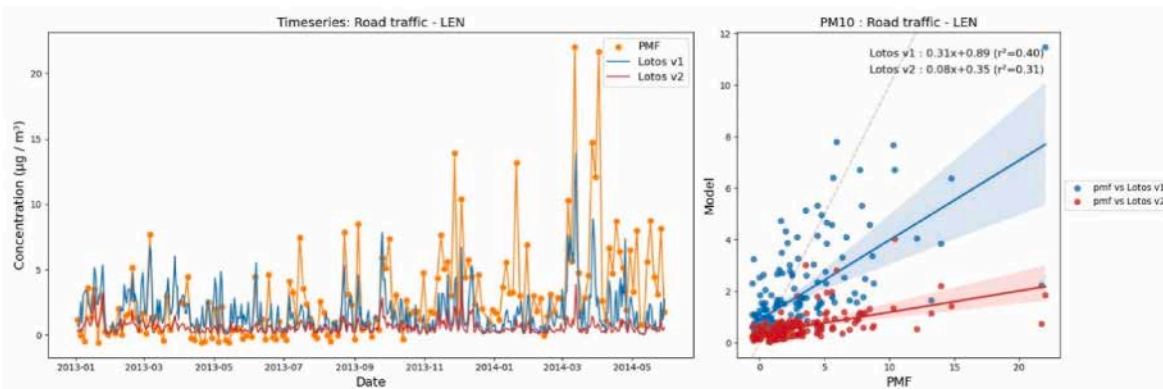 Timeseries: Road traffic - LEN
PMF
Lotos v1
Lotos v2
20
15
10
5
0
Concentration (μg / m³)
2013-01
2013-03
2013-05
2013-07
2013-09
2013-11
2014-01
2014-03
2014-05
Date
PM10 : Road traffic - LEN
Lotos v1 : 0.31x+0.89 (r²=0.40)
Lotos v2 : 0.08x+0.35 (r²=0.31)
12
10
8
6
4
2
0
Model
0
5
10
15
20
PMF
pmf vs Lotos v1
pmf vs Lotos v2